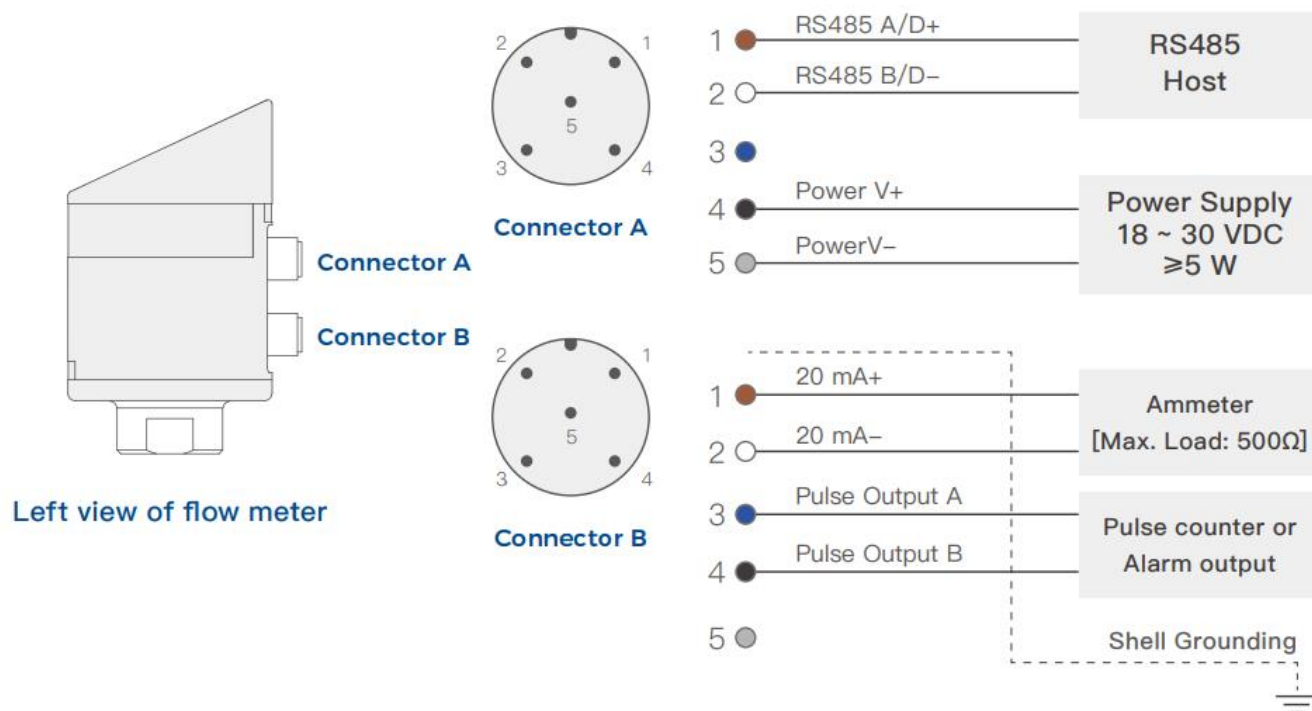 2
1
5
3
4
Connector A
1
RS485 A/D+
2
RS485 B/D-
RS485
Host
3
4
Power V+
5
PowerV-
Power Supply
18 ~ 30 VDC
≥5 W
Connector A
Connector B
Left view of flow meter
2
1
5
3
4
Connector B
1
20 mA+
2
20 mA-
Ammeter
[Max. Load: 500Ω]
3
Pulse Output A
4
Pulse Output B
Pulse counter or
Alarm output
5
Shell Grounding